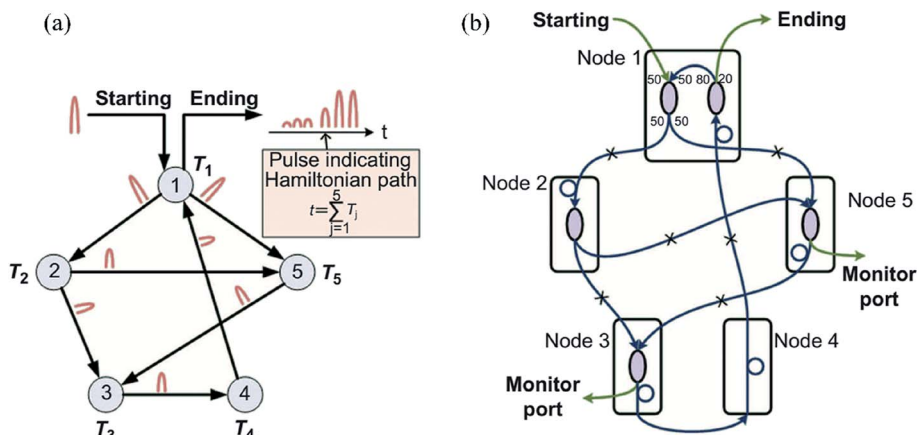 (a)
Starting
Ending
t
Pulse indicating
Hamiltonian path
t=∑Tj
5
j=1
T1
1
T2
2
5
T5
3
4
T3
T4
(b)
Starting
Ending
Node 1
50
50
80
20
50
50
Node 2
Node 5
Monitor
port
Node 3
Node 4
Monitor
port